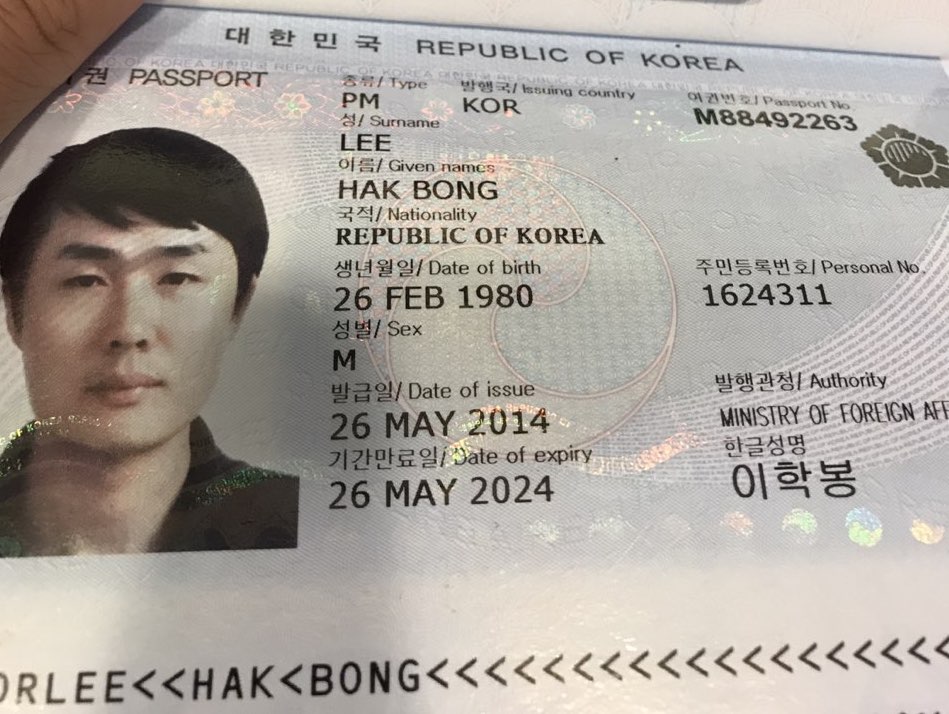 대한민국 REPUBLIC OF KOREA
권 PASSPORT
종류/ Type 발행국/ Issuing country 여권번호/ Passport No.
PM KOR M88492263
성/ Surname
LEE
이름/ Given names
HAK BONG
국적/ Nationality
REPUBLIC OF KOREA
생년월일/ Date of birth 주민등록번호/ Personal No.
26 FEB 1980 1624311
성별/ Sex
M
발급일/ Date of issue 발행관청/ Authority
26 MAY 2014 MINISTRY OF FOREIGN AFF
기간만료일/ Date of expiry 한글성명
26 MAY 2024 이학봉
ORLEE<<HAK<BONG<<<<<<<<<<<<<<<<<<